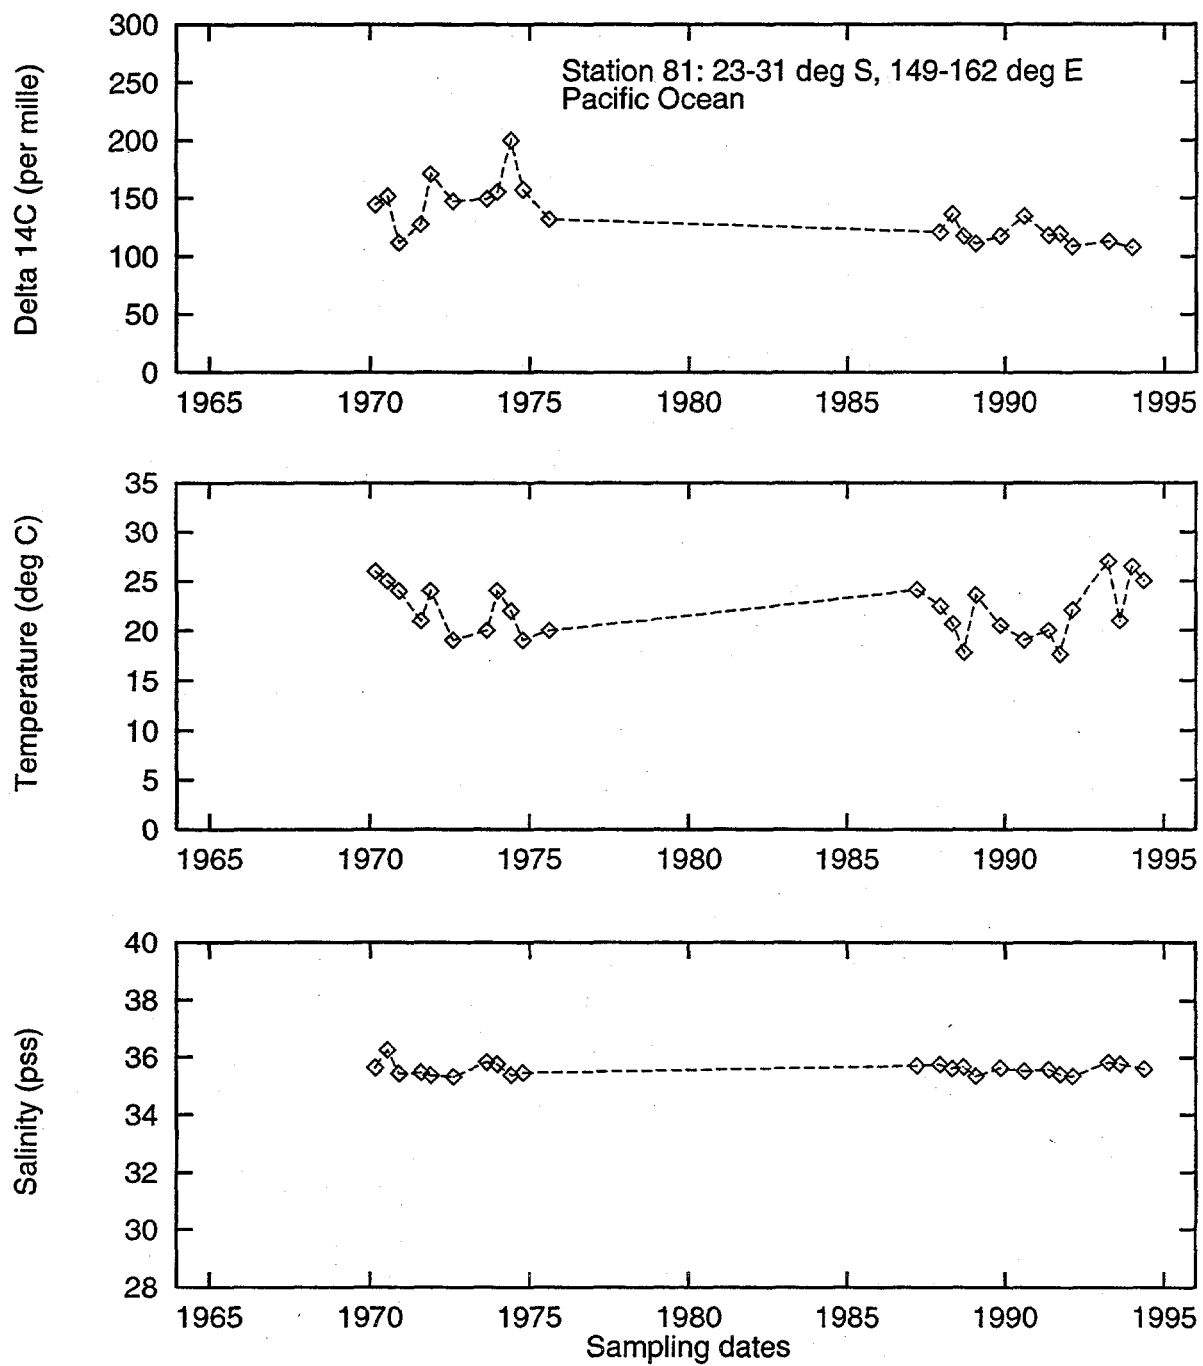 300
250
200
150
100
50
0
Delta 14C (per mille)
Station 81: 23-31 deg S, 149-162 deg E
Pacific Ocean
1965 1970 1975 1980 1985 1990 1995
35
30
25
20
15
10
5
0
Temperature (deg C)
1965 1970 1975 1980 1985 1990 1995
40
38
36
34
32
30
28
Salinity (pss)
1965 1970 1975 1980 1985 1990 1995
Sampling dates